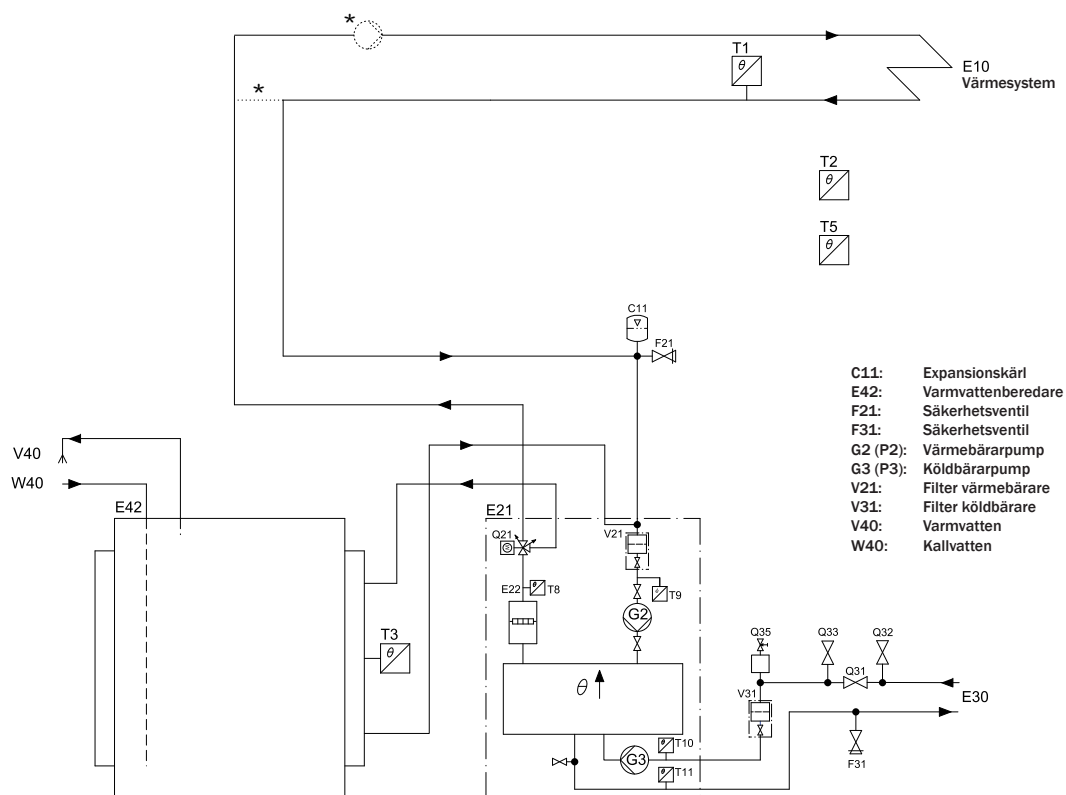 *
T1
θ
E10
Värmesystem
*
T2
θ
T5
θ
C11
F21
C11: Expansionskärl
E42: Varmvattenberedare
F21: Säkerhetsventil
F31: Säkerhetsventil
G2 (P2): Värmebärarpump
G3 (P3): Köldbärarpump
V21: Filter värmebärare
V31: Filter köldbärare
V40: Varmvatten
W40: Kallvatten
V40
W40
E42
E21
Q21
V21
E22
θ
T8
T9
G2
T3
θ
θ
Q35
Q33
Q32
Q31
V31
E30
G3
θ
T10
θ
T11
F31